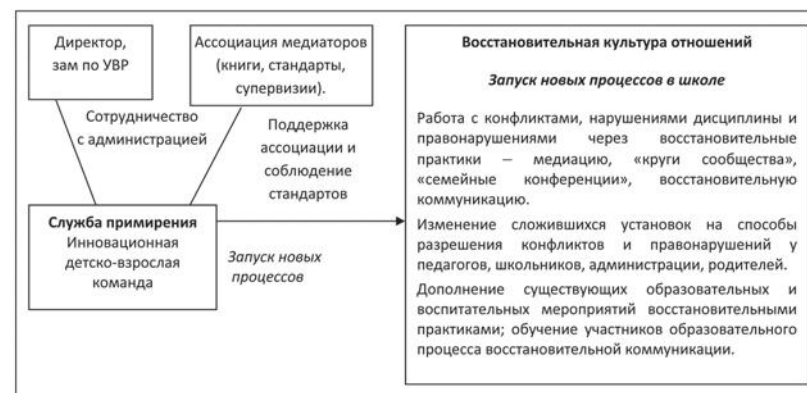 Директор,
зам по УВР
Ассоциация медиаторов
(книги, стандарты,
супервизии).
Сотрудничество
с администрацией
Поддержка
ассоциации и
соблюдение
стандартов
Служба примирения
Инновационная
детско-взрослая
команда
Запуск новых
процессов
Восстановительная культура отношений
Запуск новых процессов в школе
Работа с конфликтами, нарушениями дисциплины и
правонарушениями через восстановительные
практики – медиацию, «круги сообщества»,
«семейные конференции», восстановительную
коммуникацию.
Изменение сложившихся установок на способы
разрешения конфликтов и правонарушений у
педагогов, школьников, администрации, родителей.
Дополнение существующих образовательных и
воспитательных мероприятий восстановительными
практиками; обучение участников образовательного
процесса восстановительной коммуникации.